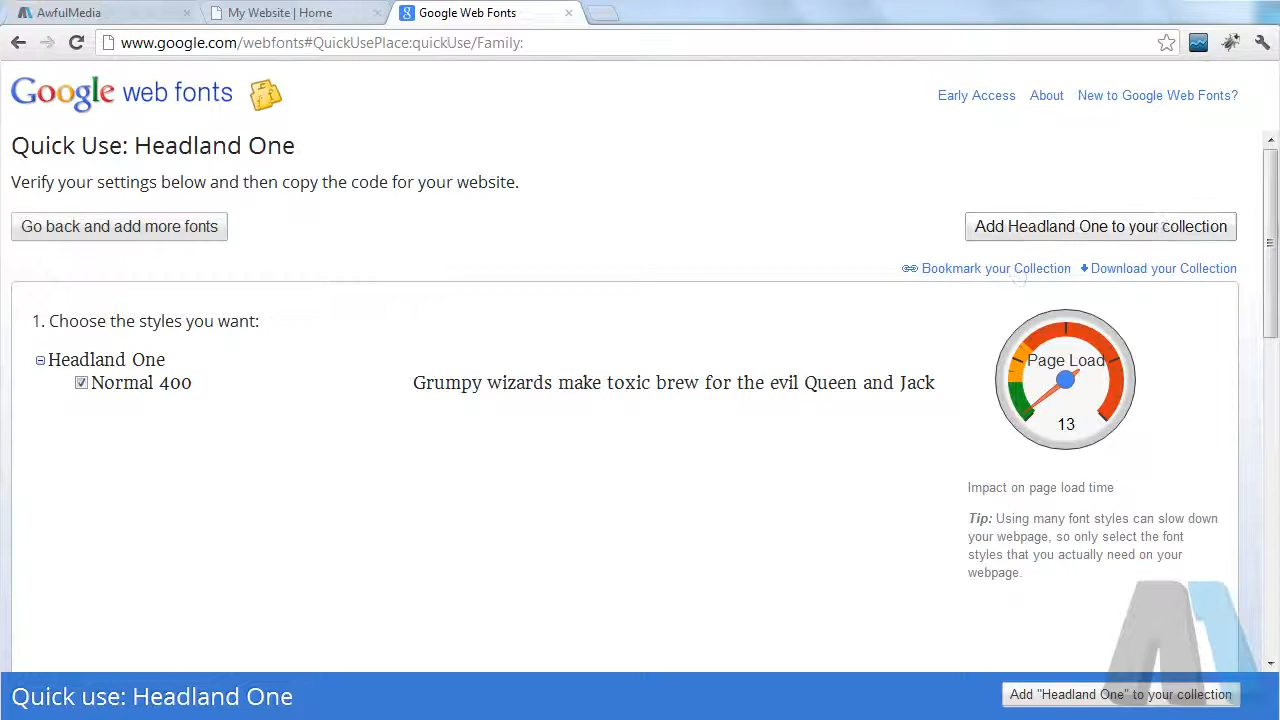 AwfulMedia
My Website | Home
Google Web Fonts
www.google.com/webfonts#QuickUsePlace:quickUse/Family:
Google web fonts
Early Access
About
New to Google Web Fonts?
Quick Use: Headland One
Verify your settings below and then copy the code for your website.
Go back and add more fonts
Add Headland One to your collection
Bookmark your Collection
Download your Collection
1. Choose the styles you want:
Headland One
Normal 400
Grumpy wizards make toxic brew for the evil Queen and Jack
Page Load
13
Impact on page load time
Tip: Using many font styles can slow down
your webpage, so only select the font
styles that you actually need on your
webpage.
Quick use: Headland One
Add "Headland One" to your collection